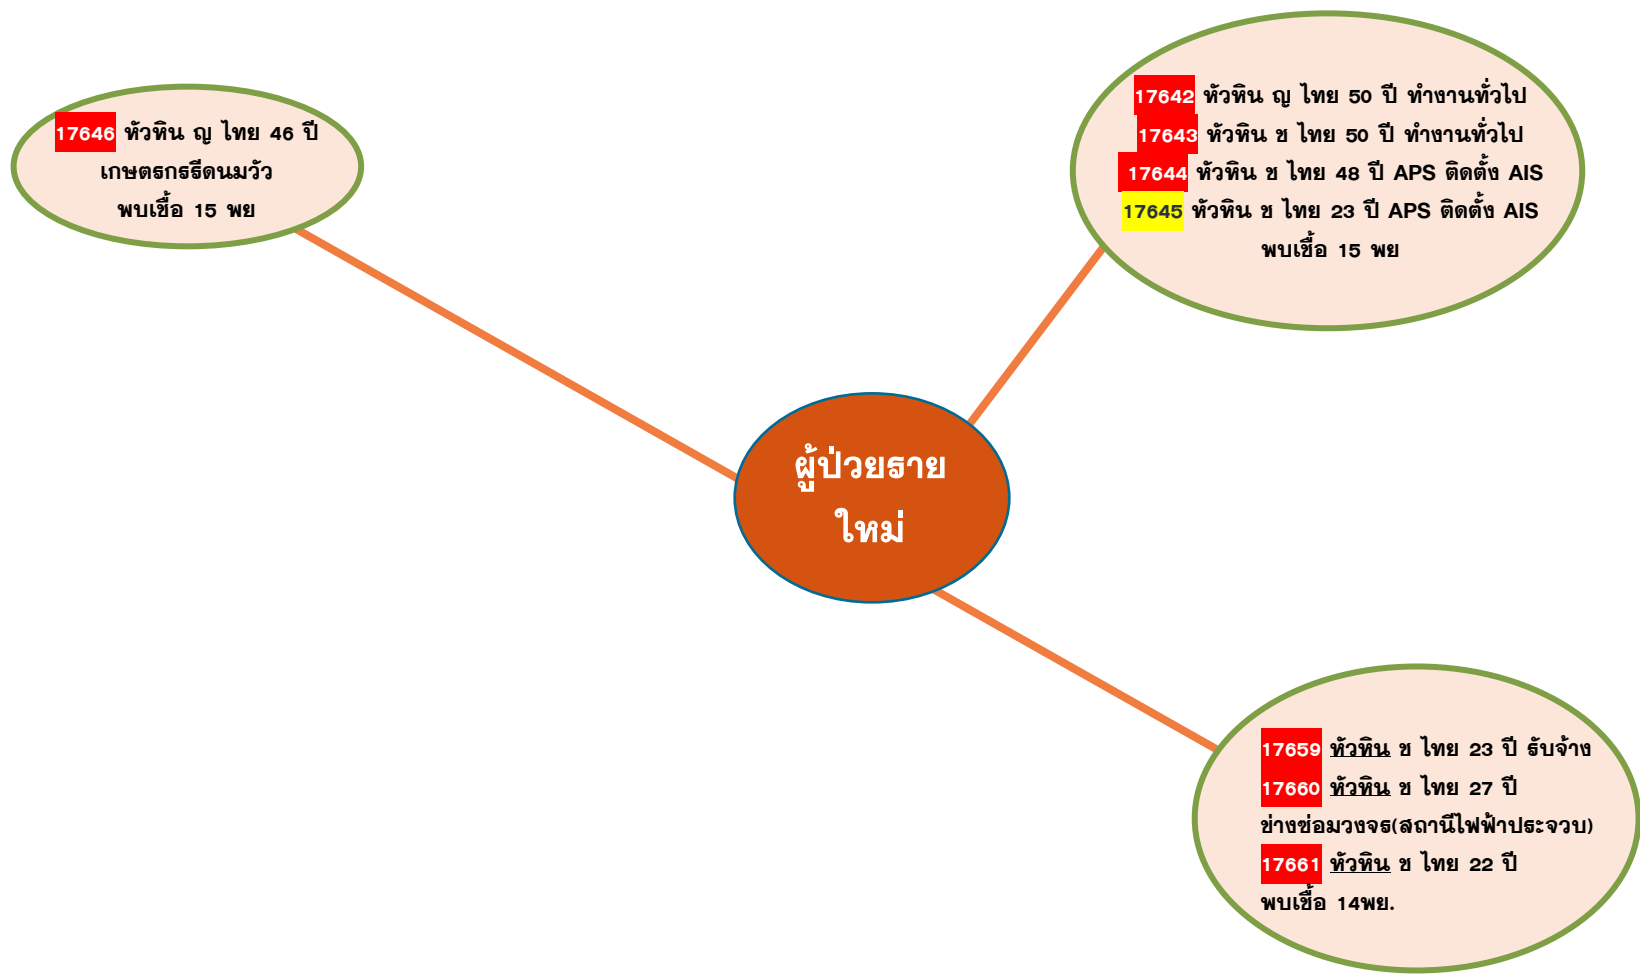 17646 หัวหิน ญ ไทย 46 ปี
เกษตรกรรีดนมวัว
พบเชื้อ 15 พย
17642 หัวหิน ญ ไทย 50 ปี ทำงานทั่วไป
17643 หัวหิน ช ไทย 50 ปี ทำงานทั่วไป
17644 หัวหิน ช ไทย 48 ปี APS ติดตั้ง AIS
17645 หัวหิน ช ไทย 23 ปี APS ติดตั้ง AIS
พบเชื้อ 15 พย
ผู้ป่วยราย
ใหม่
17659 หัวหิน ช ไทย 23 ปี รับจ้าง
17660 หัวหิน ช ไทย 27 ปี
ช่างซ่อมวงจร(สถานีไฟฟ้าประจวบ)
17661 หัวหิน ช ไทย 22 ปี
พบเชื้อ 14พย.